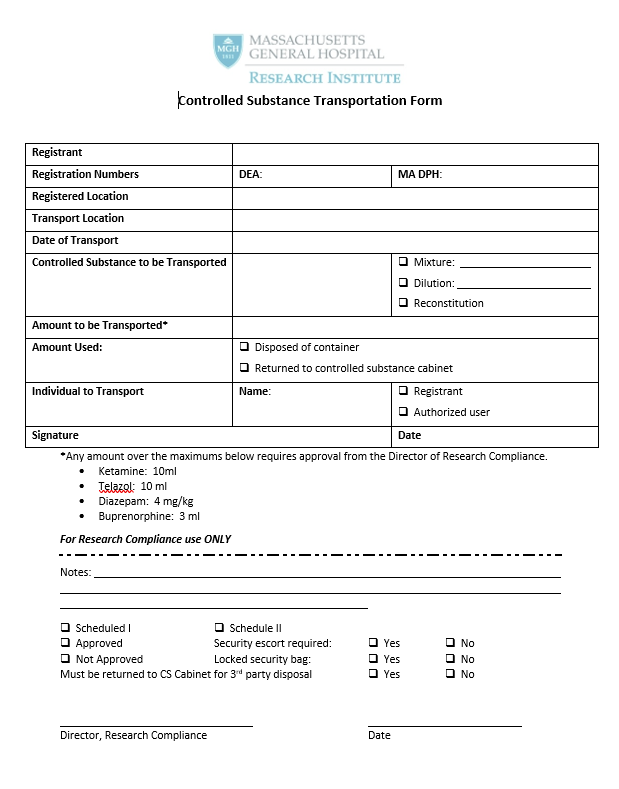 MGH
1811
MASSACHUSETTS
GENERAL HOSPITAL
RESEARCH INSTITUTE
Controlled Substance Transportation Form
Registrant
Registration Numbers DEA: MA DPH:
Registered Location
Transport Location
Date of Transport
Controlled Substance to be Transported ❑ Mixture: ____
❑ Dilution: ____
❑ Reconstitution
Amount to be Transported*
Amount Used: ❑ Disposed of container
❑ Returned to controlled substance cabinet
Individual to Transport Name: ❑ Registrant
❑ Authorized user
Signature Date
*Any amount over the maximums below requires approval from the Director of Research Compliance.
• Ketamine: 10ml
• Telazol: 10 ml
• Diazepam: 4 mg/kg
• Buprenorphine: 3 ml
For Research Compliance use ONLY
Notes: ____
❑ Scheduled I ❑ Schedule II
❑ Approved Security escort required: ❑ Yes ❑ No
❑ Not Approved Locked security bag: ❑ Yes ❑ No
Must be returned to CS Cabinet for 3rd party disposal ❑ Yes ❑ No
Director, Research Compliance Date